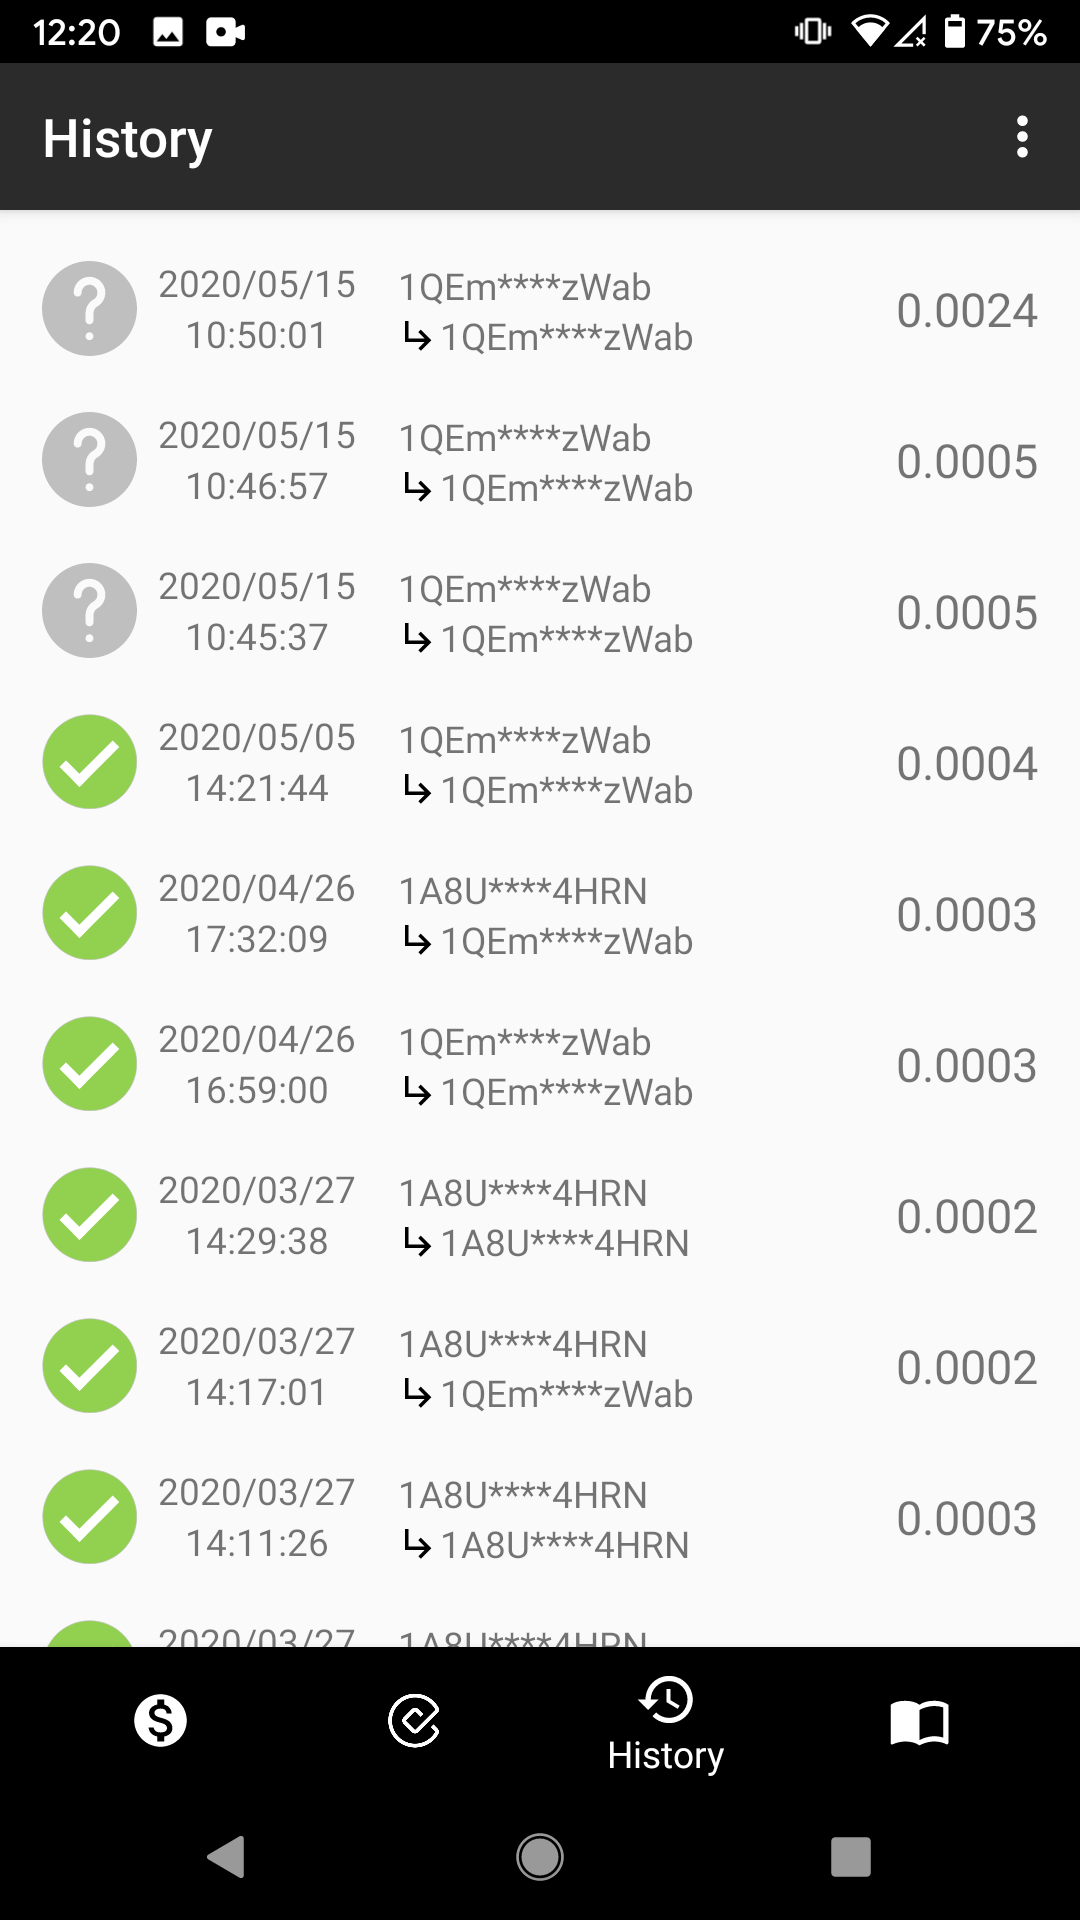 12:20 75%
History
2020/05/15 1QEm****zWab 0.0024
10:50:01 1QEm****zWab
2020/05/15 1QEm****zWab 0.0005
10:46:57 1QEm****zWab
2020/05/15 1QEm****zWab 0.0005
10:45:37 1QEm****zWab
2020/05/05 1QEm****zWab 0.0004
14:21:44 1QEm****zWab
2020/04/26 1A8U****4HRN 0.0003
17:32:09 1QEm****zWab
2020/04/26 1QEm****zWab 0.0003
16:59:00 1QEm****zWab
2020/03/27 1A8U****4HRN 0.0002
14:29:38 1A8U****4HRN
2020/03/27 1A8U****4HRN 0.0002
14:17:01 1QEm****zWab
2020/03/27 1A8U****4HRN 0.0003
14:11:26 1A8U****4HRN
2020/03/27 1A8U****4HRN
History